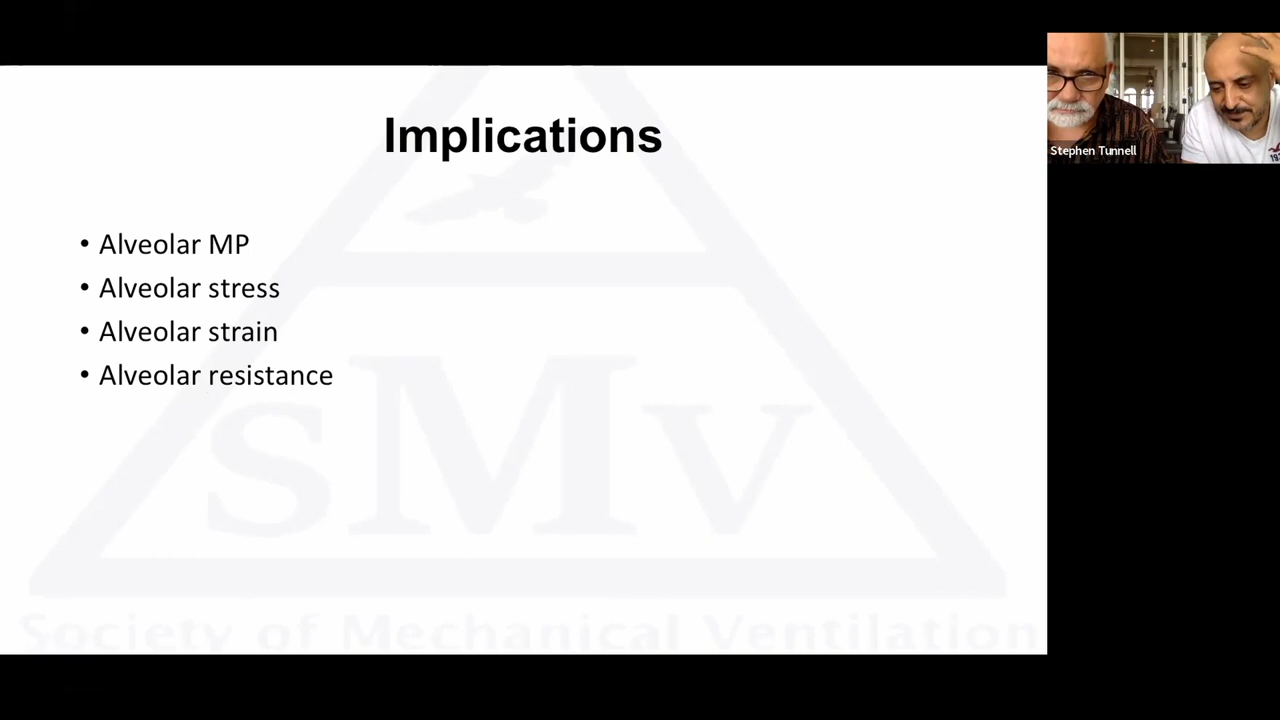 Implications
• Alveolar MP
• Alveolar stress
• Alveolar strain
• Alveolar resistance
SMV
Society of Mechanical Ventilation
Stephen Tunnell